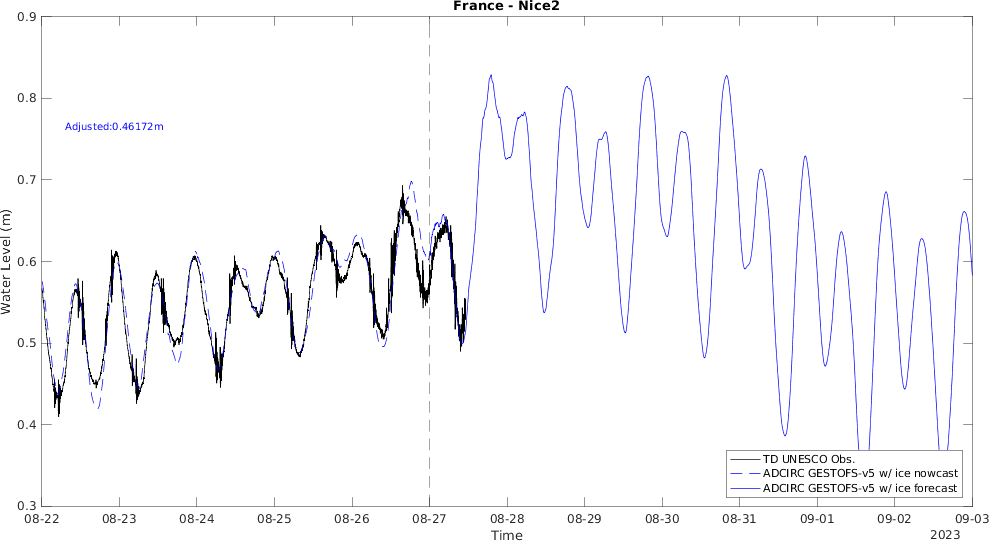 France - Nice2
0.9
0.8
0.7
0.6
0.5
0.4
0.3
Water Level (m)
Adjusted:0.46172m
TD UNESCO Obs.
ADCIRC GESTOFS-v5 w/ ice nowcast
ADCIRC GESTOFS-v5 w/ ice forecast
08-22 08-23 08-24 08-25 08-26 08-27 08-28 08-29 08-30 08-31 09-01 09-02 09-03
Time
2023